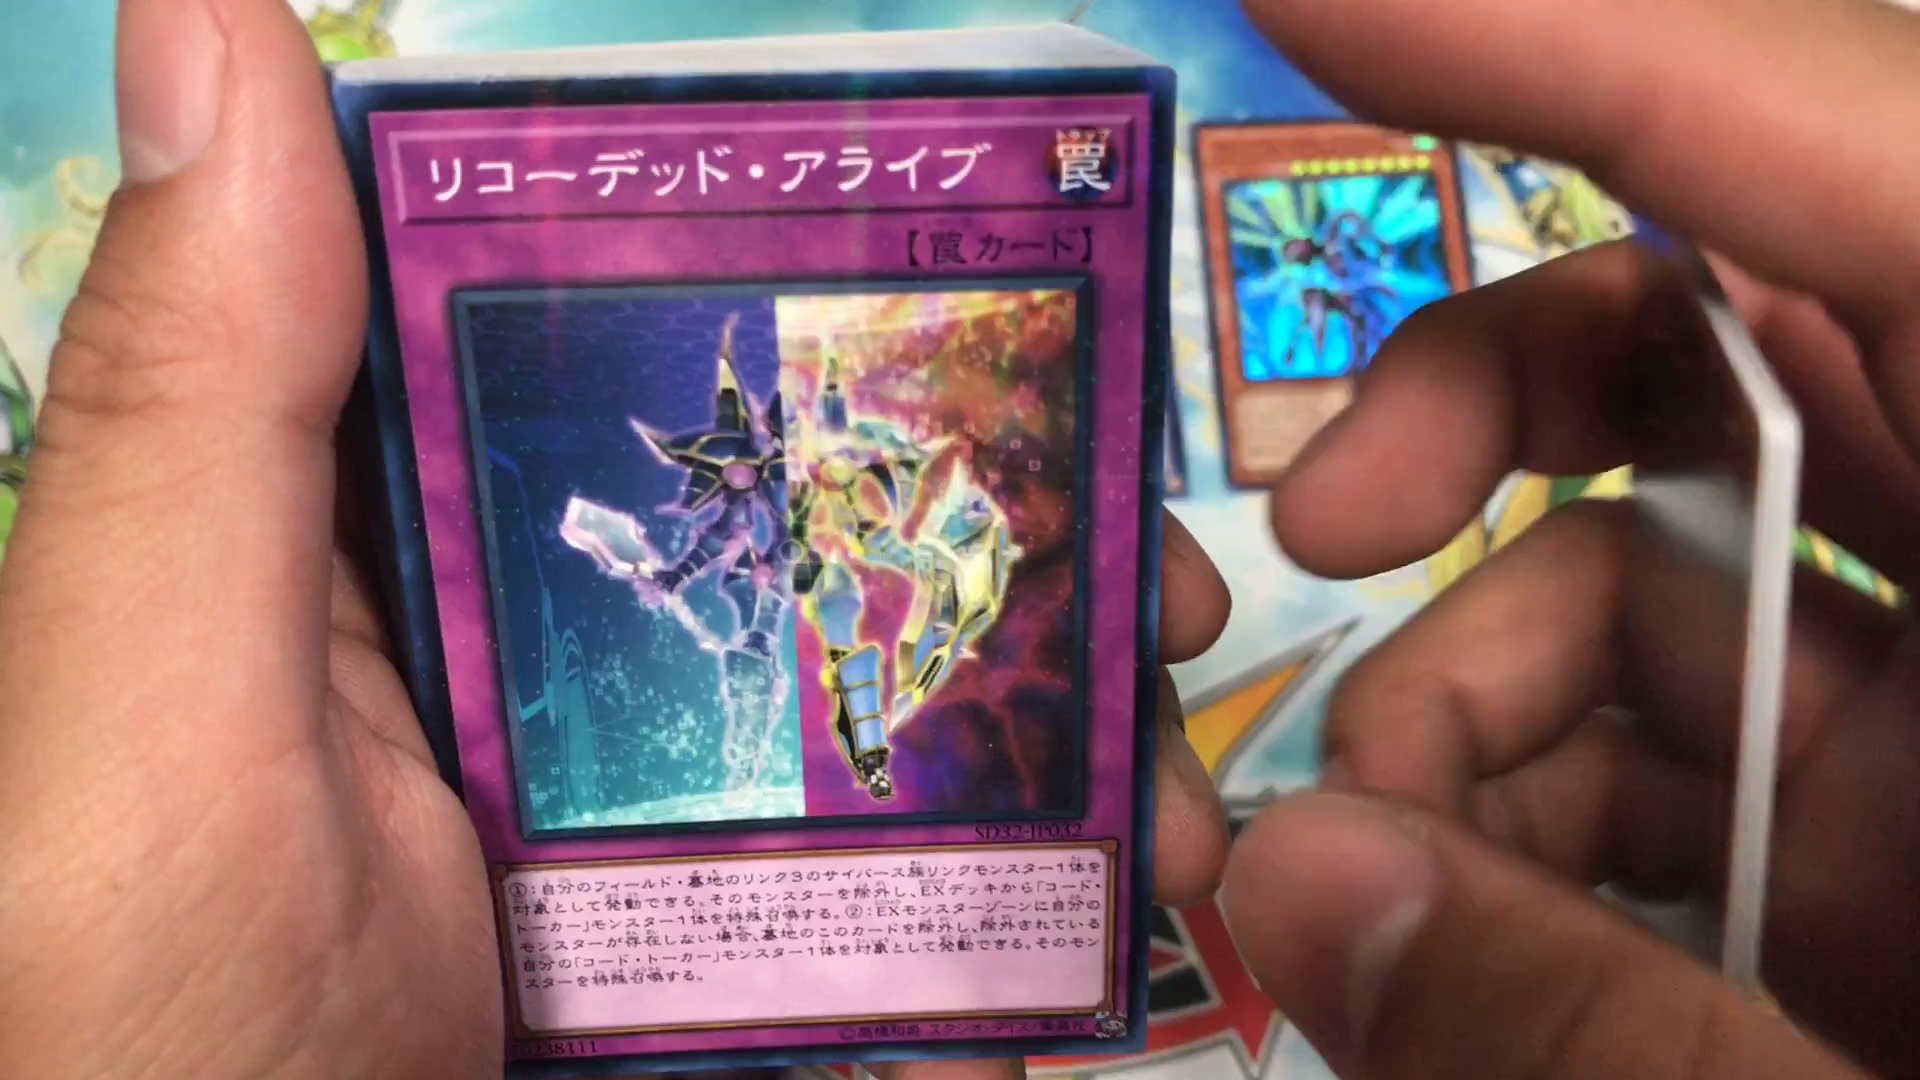 リコーデッド・アライブ
罠
トラップ
【罠カード】
SD32-JP032
①:自分のフィールド・墓地のリンク3のサイバース族リンクモンスター1体を
対象として発動できる。そのモンスターを除外し、EXデッキから「コード・
トーカー」モンスター1体を特殊召喚する。②:EXモンスターゾーンに自分の
モンスターが存在しない場合、墓地のこのカードを除外し、除外されている
自分の「コード・トーカー」モンスター1体を対象として発動できる。そのモン
スターを特殊召喚する。
©高橋和希 スタジオ・ダイス/集英社
70238111